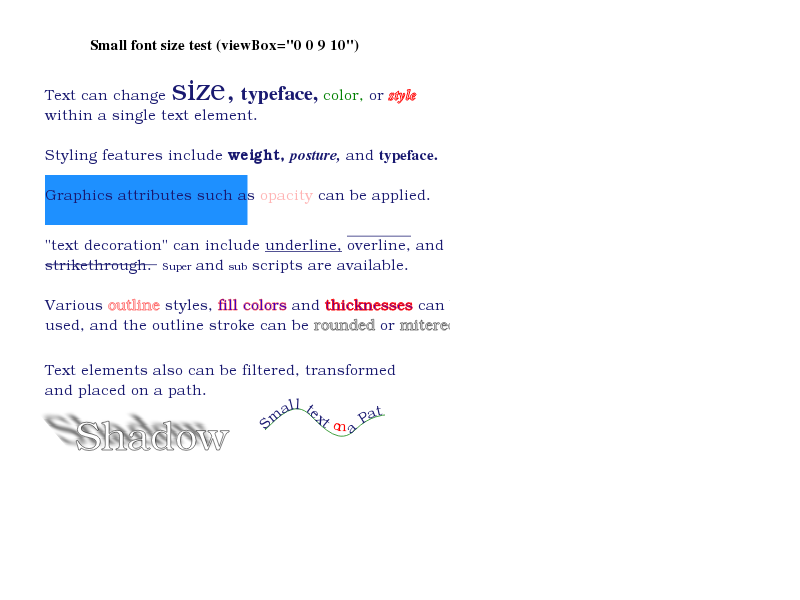 Small font size test (viewBox="0 0 9 10")
Text can change size, typeface, color, or style
within a single text element.
Styling features include weight, posture, and typeface.
Graphics attributes such as opacity can be applied.
"text decoration" can include underline, overline, and
strikethrough. Super and sub scripts are available.
Various outline styles, fill colors and thicknesses can
used, and the outline stroke can be rounded or mitered
Text elements also can be filtered, transformed
and placed on a path.
Shadow
Small text on a Pat